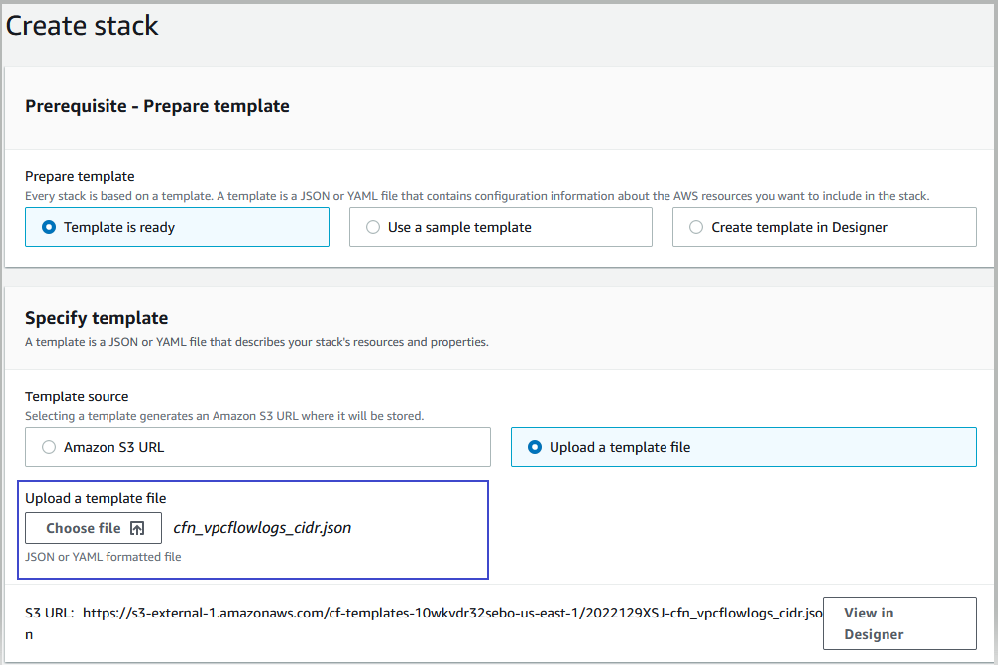 Create stack
Prerequisite - Prepare template
Prepare template
Every stack is based on a template. A template is a JSON or YAML file that contains configuration information about the AWS resources you want to include in the stack.
Template is ready
Use a sample template
Create template in Designer
Specify template
A template is a JSON or YAML file that describes your stack's resources and properties.
Template source
Selecting a template generates an Amazon S3 URL where it will be stored.
Amazon S3 URL
Upload a template file
Upload a template file
Choose file
cfn_vpcflowlogs_cidr.json
JSON or YAML formatted file
S3 URL: https://s3-external-1.amazonaws.com/cf-templates-10wkvdr32sebo-us-east-1/2022129XSJ-cfn_vpcflowlogs_cidr.jso
n
View in
Designer